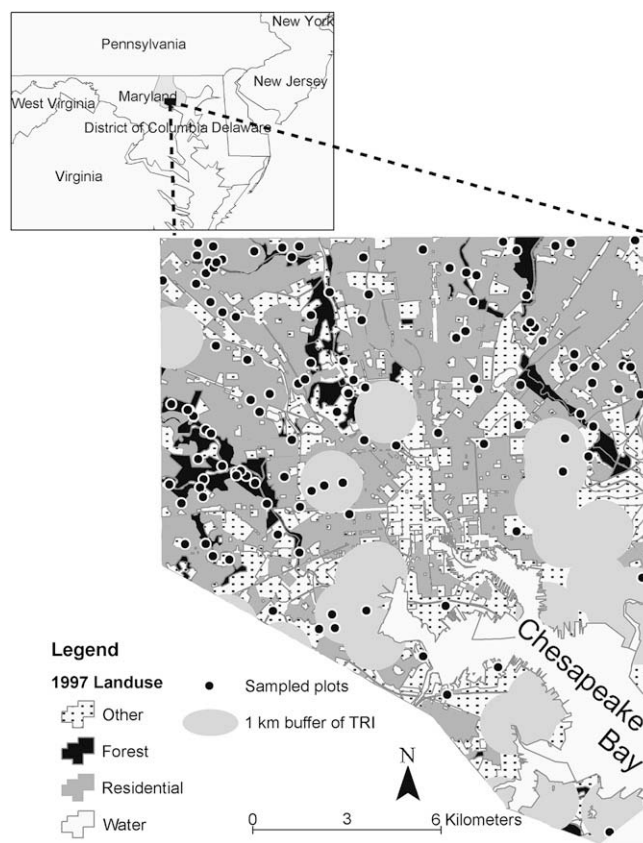 New York
Pennsylvania
New Jersey
West Virginia
Maryland
District of Columbia Delaware
Virginia
Chesapeake
Bay
Legend
1997 Landuse
Other
Forest
Residential
Water
Sampled plots
1 km buffer of TRI
N
0 3 6 Kilometers